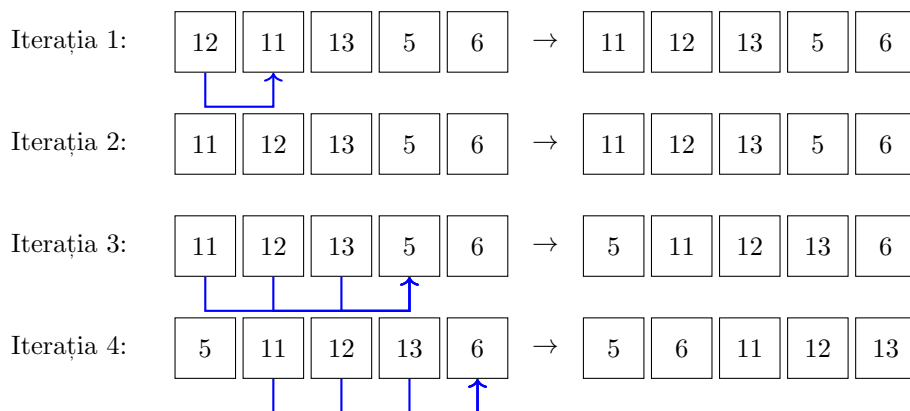 Iterația 1: 12 11 13 5 6 → 11 12 13 5 6
Iterația 2: 11 12 13 5 6 → 11 12 13 5 6
Iterația 3: 11 12 13 5 6 → 5 11 12 13 6
Iterația 4: 5 11 12 13 6 → 5 6 11 12 13